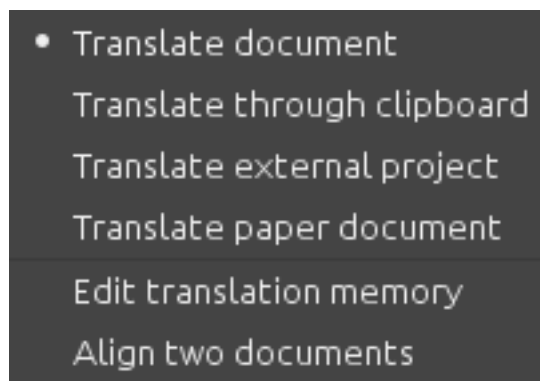 Translate document
Translate through clipboard
Translate external project
Translate paper document
Edit translation memory
Align two documents